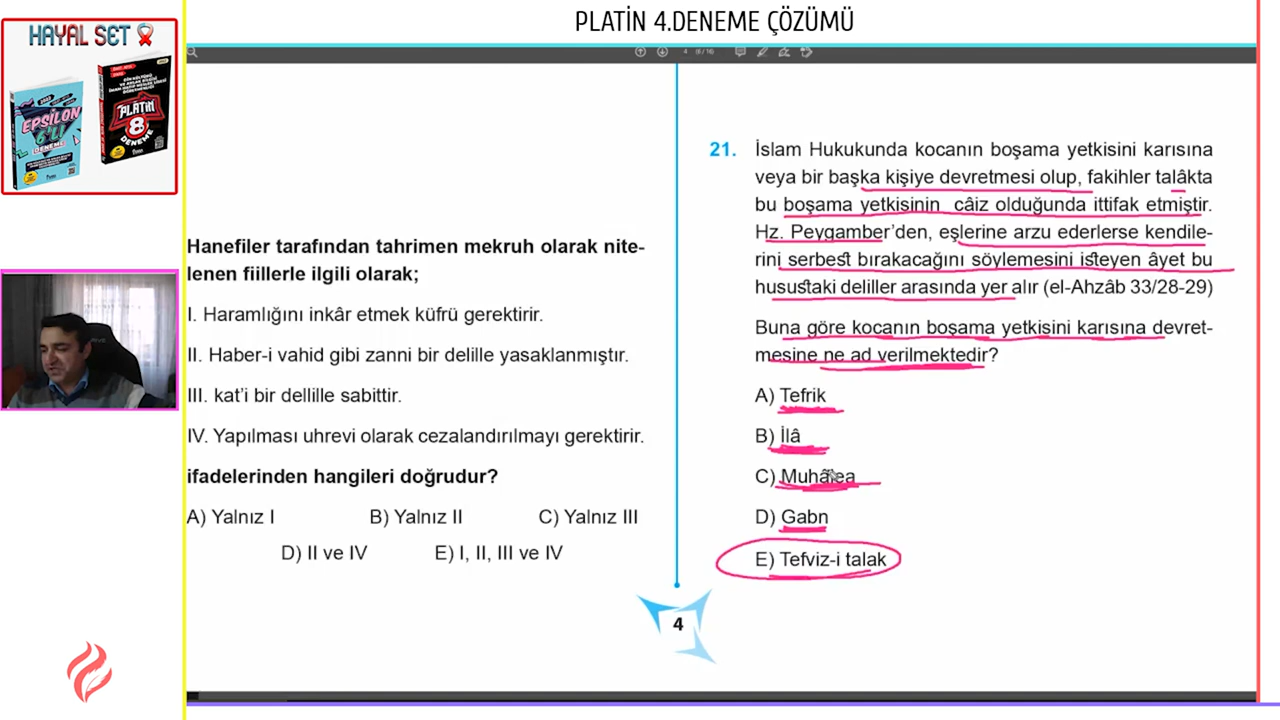 PLATİN 4.DENEME ÇÖZÜMÜ
HAYAL SET
EPSİLON
6'LI
DENEME
PLATİN
8
DENEME
Hanefiler tarafından tahrimen mekruh olarak nite-
lenen fiillerle ilgili olarak;
I. Haramlığını inkâr etmek küfrü gerektirir.
II. Haber-i vahid gibi zanni bir delille yasaklanmıştır.
III. kat’i bir dellille sabittir.
IV. Yapılması uhrevi olarak cezalandırılmayı gerektirir.
ifadelerinden hangileri doğrudur?
A) Yalnız I B) Yalnız II C) Yalnız III
D) II ve IV E) I, II, III ve IV
21. İslam Hukukunda kocanın boşama yetkisini karısına
veya bir başka kişiye devretmesi olup, fakihler talâkta
bu boşama yetkisinin câiz olduğunda ittifak etmiştir.
Hz. Peygamber’den, eşlerine arzu ederlerse kendile-
rini serbest bırakacağını söylemesini isteyen âyet bu
husustaki deliller arasında yer alır (el-Ahzâb 33/28-29)
Buna göre kocanın boşama yetkisini karısına devret-
mesine ne ad verilmektedir?
A) Tefrik
B) İlâ
C) Muhâlea
D) Gabn
E) Tefviz-i talak
4